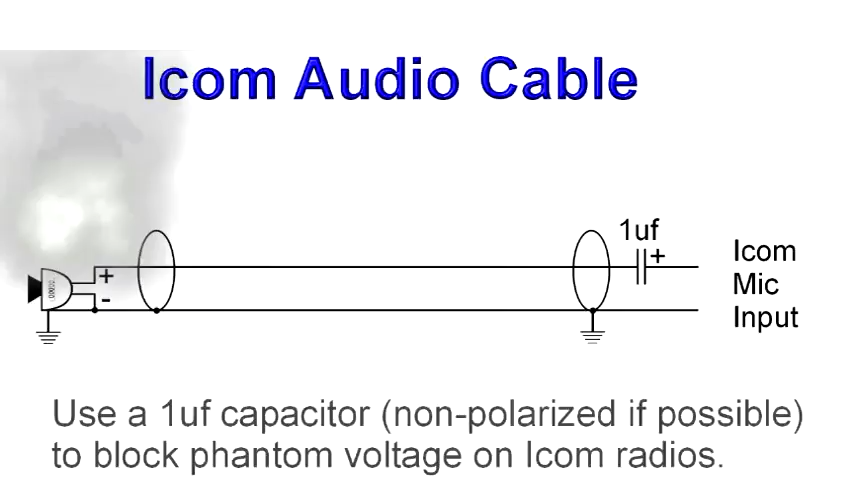 Icom Audio Cable
1uf
+
Icom
Mic
Input
+
-
Use a 1uf capacitor (non-polarized if possible)
to block phantom voltage on Icom radios.